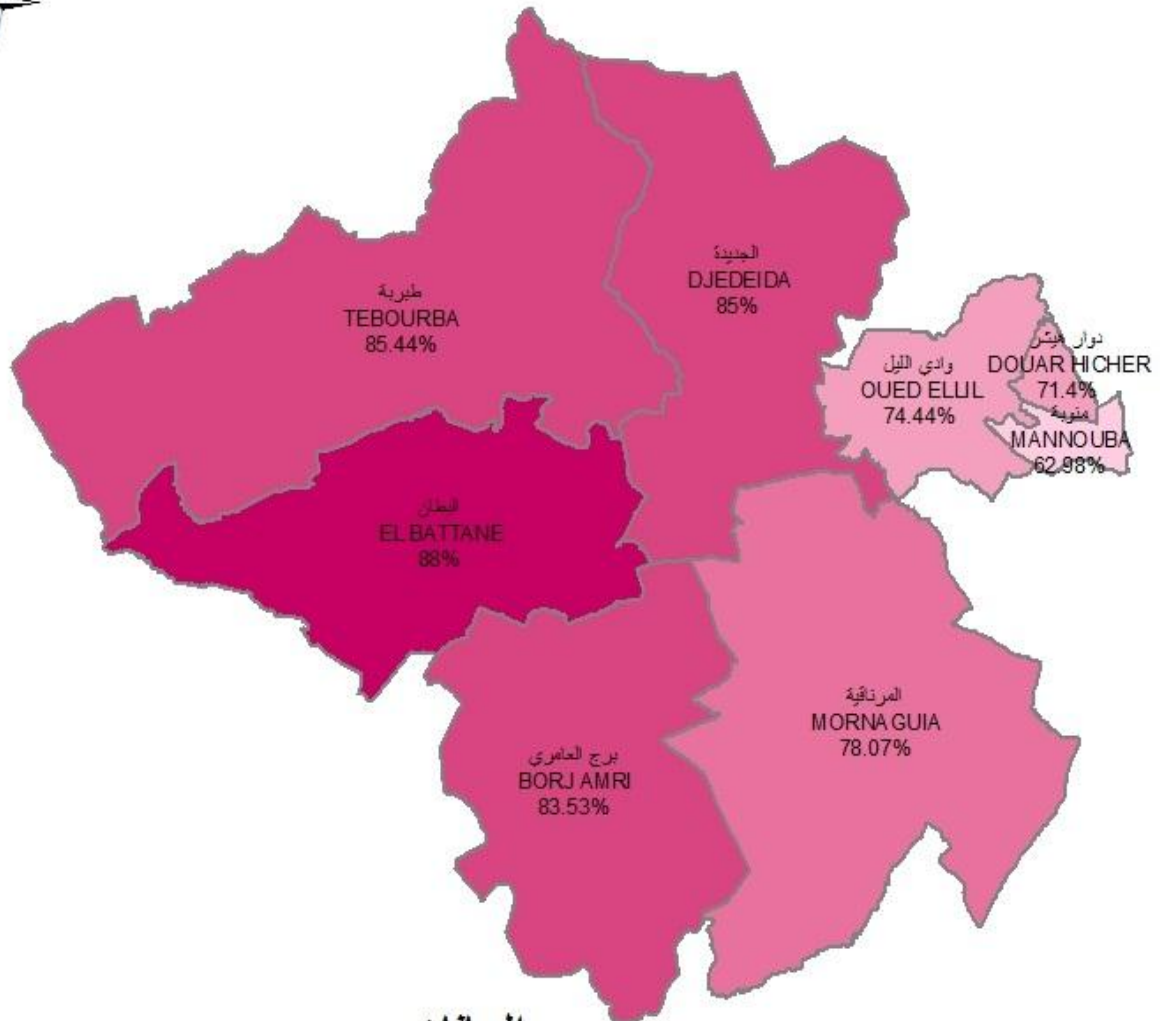 طبربة
TEBOURBA
85.44%
الجديدة
DJEDEIDA
85%
وادي الليل
OUED ELLIL
74.44%
دوار هيشر
DOUAR HICHER
71.4%
منوبة
MANNOUBA
62.98%
البطان
EL BATTANE
88%
المرناقية
MORNAGUIA
78.07%
برج العامري
BORJ AMRI
83.53%